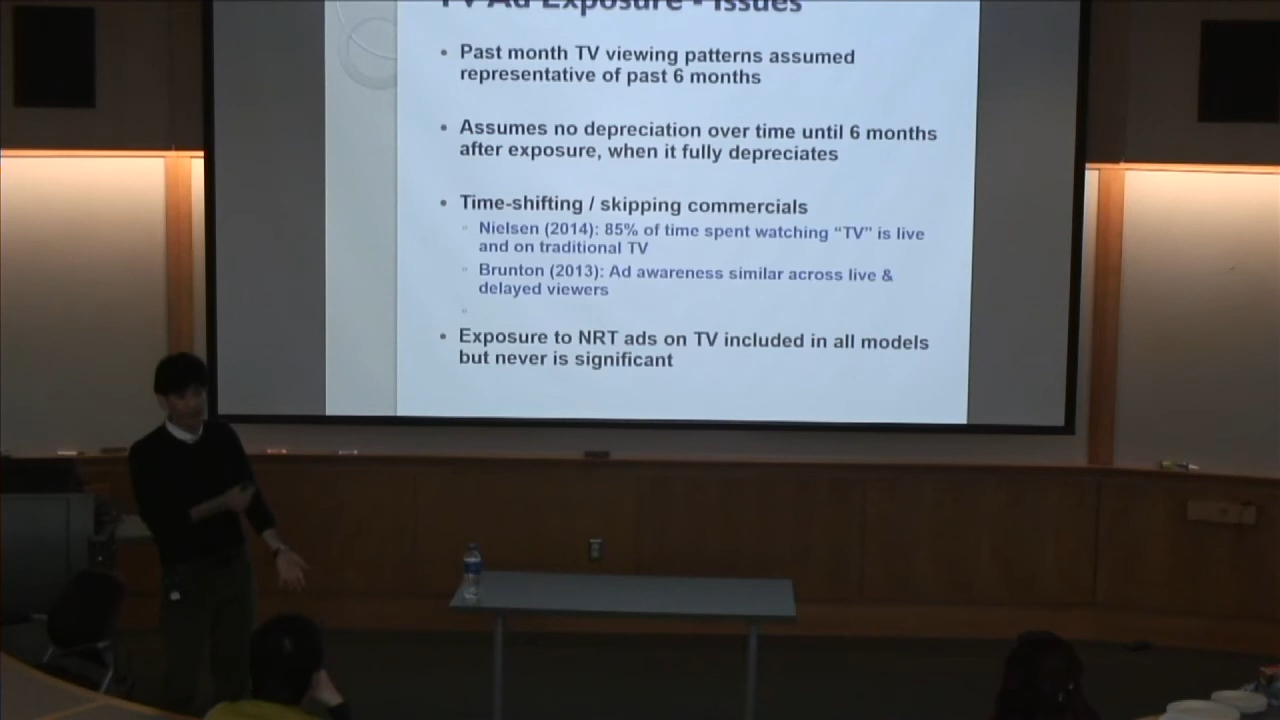 TV Ad Exposure - Issues
• Past month TV viewing patterns assumed
representative of past 6 months
• Assumes no depreciation over time until 6 months
after exposure, when it fully depreciates
• Time-shifting / skipping commercials
Nielsen (2014): 85% of time spent watching “TV” is live
and on traditional TV
Brunton (2013): Ad awareness similar across live &
delayed viewers
• Exposure to NRT ads on TV included in all models
but never is significant